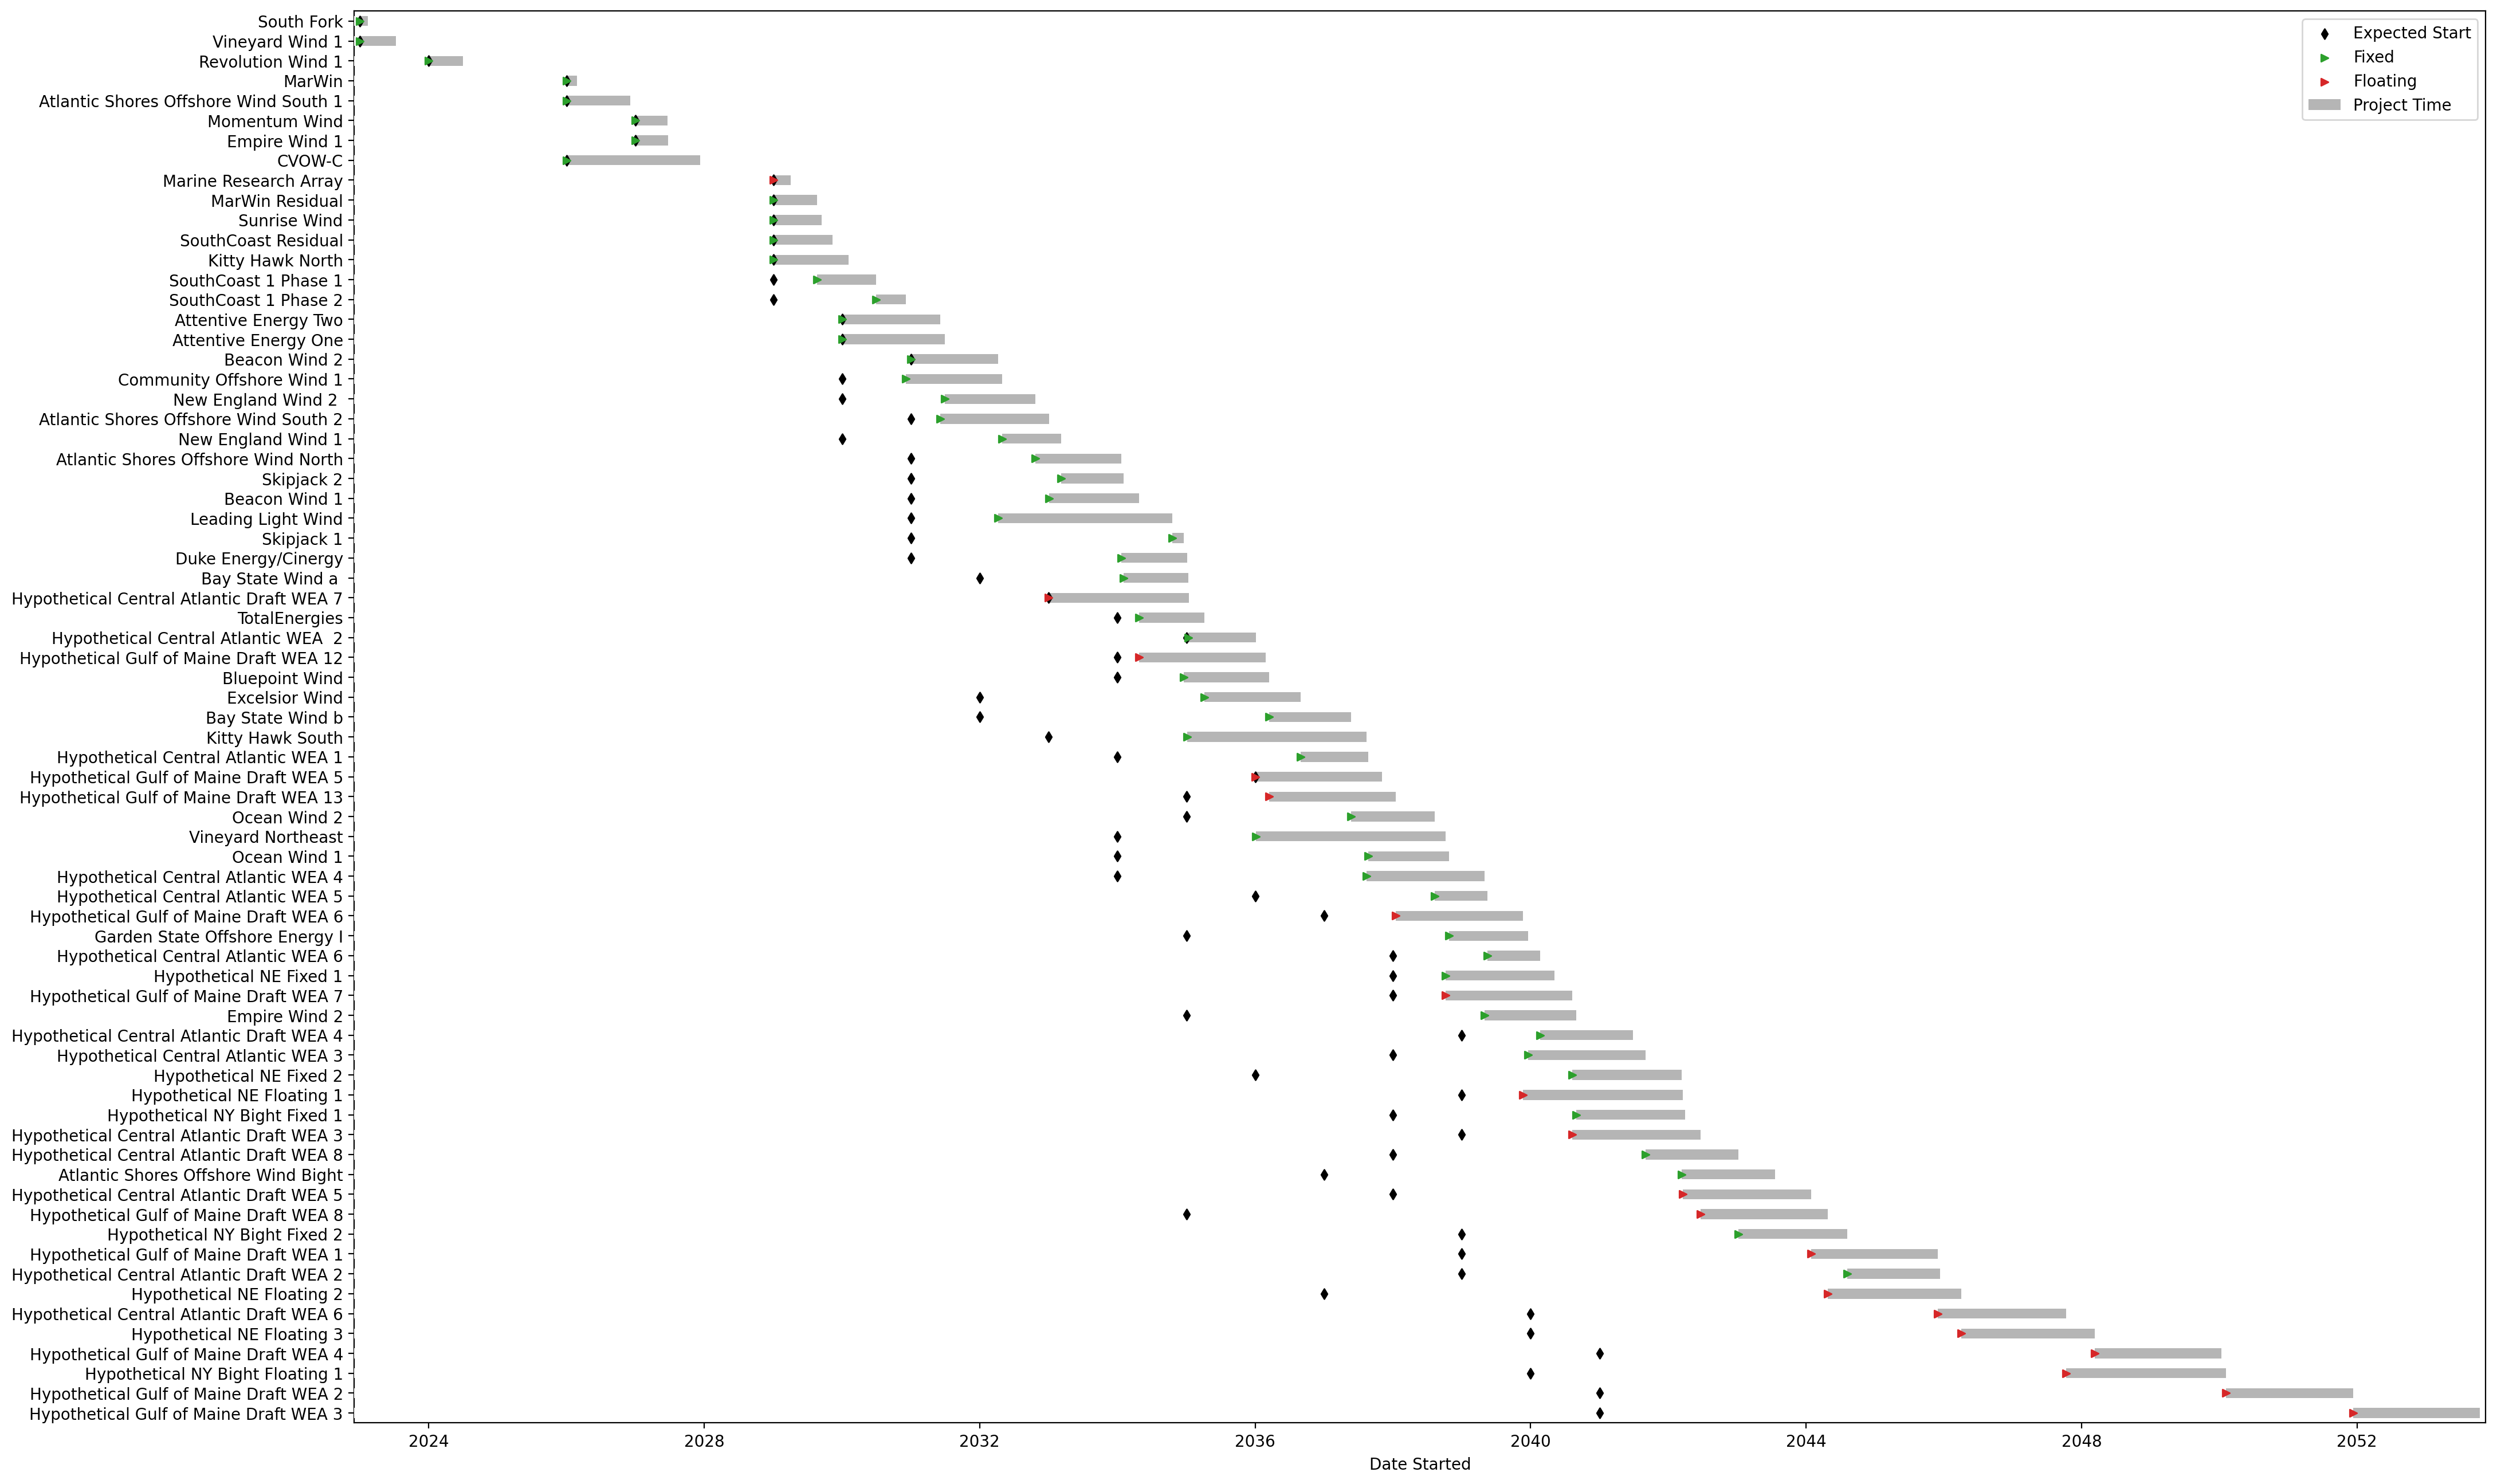 South Fork
Vineyard Wind 1
Revolution Wind 1
MarWin
Atlantic Shores Offshore Wind South 1
Momentum Wind
Empire Wind 1
CVOW-C
Marine Research Array
MarWin Residual
Sunrise Wind
SouthCoast Residual
Kitty Hawk North
SouthCoast 1 Phase 1
SouthCoast 1 Phase 2
Attentive Energy Two
Attentive Energy One
Beacon Wind 2
Community Offshore Wind 1
New England Wind 2
Atlantic Shores Offshore Wind South 2
New England Wind 1
Atlantic Shores Offshore Wind North
Skipjack 2
Beacon Wind 1
Leading Light Wind
Skipjack 1
Duke Energy/Cinergy
Bay State Wind a
Hypothetical Central Atlantic Draft WEA 7
TotalEnergies
Hypothetical Central Atlantic WEA  2
Hypothetical Gulf of Maine Draft WEA 12
Bluepoint Wind
Excelsior Wind
Bay State Wind b
Kitty Hawk South
Hypothetical Central Atlantic WEA 1
Hypothetical Gulf of Maine Draft WEA 5
Hypothetical Gulf of Maine Draft WEA 13
Ocean Wind 2
Vineyard Northeast
Ocean Wind 1
Hypothetical Central Atlantic WEA 4
Hypothetical Central Atlantic WEA 5
Hypothetical Gulf of Maine Draft WEA 6
Garden State Offshore Energy I
Hypothetical Central Atlantic WEA 6
Hypothetical NE Fixed 1
Hypothetical Gulf of Maine Draft WEA 7
Empire Wind 2
Hypothetical Central Atlantic Draft WEA 4
Hypothetical Central Atlantic WEA 3
Hypothetical NE Fixed 2
Hypothetical NE Floating 1
Hypothetical NY Bight Fixed 1
Hypothetical Central Atlantic Draft WEA 3
Hypothetical Central Atlantic Draft WEA 8
Atlantic Shores Offshore Wind Bight
Hypothetical Central Atlantic Draft WEA 5
Hypothetical Gulf of Maine Draft WEA 8
Hypothetical NY Bight Fixed 2
Hypothetical Gulf of Maine Draft WEA 1
Hypothetical Central Atlantic Draft WEA 2
Hypothetical NE Floating 2
Hypothetical Central Atlantic Draft WEA 6
Hypothetical NE Floating 3
Hypothetical Gulf of Maine Draft WEA 4
Hypothetical NY Bight Floating 1
Hypothetical Gulf of Maine Draft WEA 2
Hypothetical Gulf of Maine Draft WEA 3
Expected Start
Fixed
Floating
Project Time
2024 2028 2032 2036 2040 2044 2048 2052
Date Started